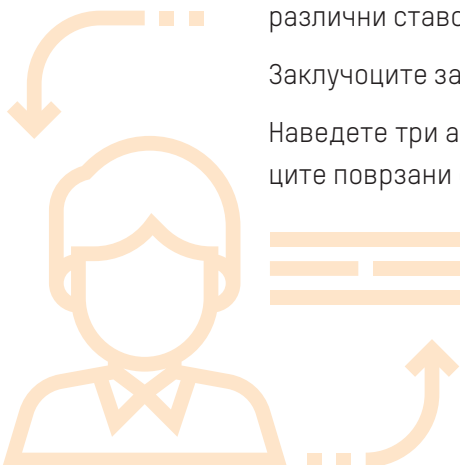 различни ставо
Заклучоците за
Наведете три а
ците поврзани